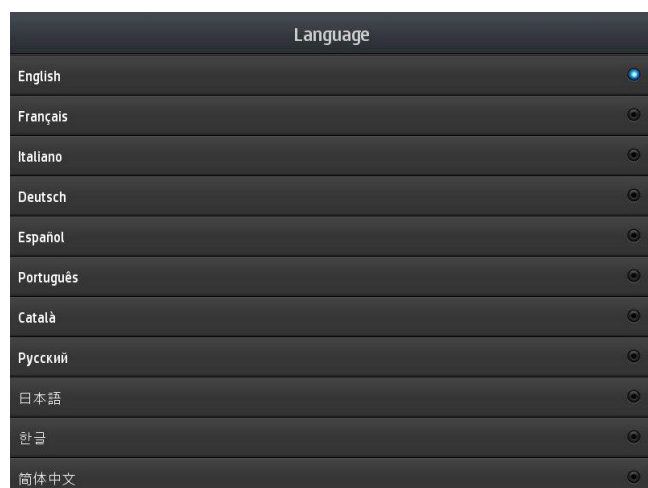 Language
English
Français
Italiano
Deutsch
Español
Português
Català
Русский
日本語
한글
简体中文